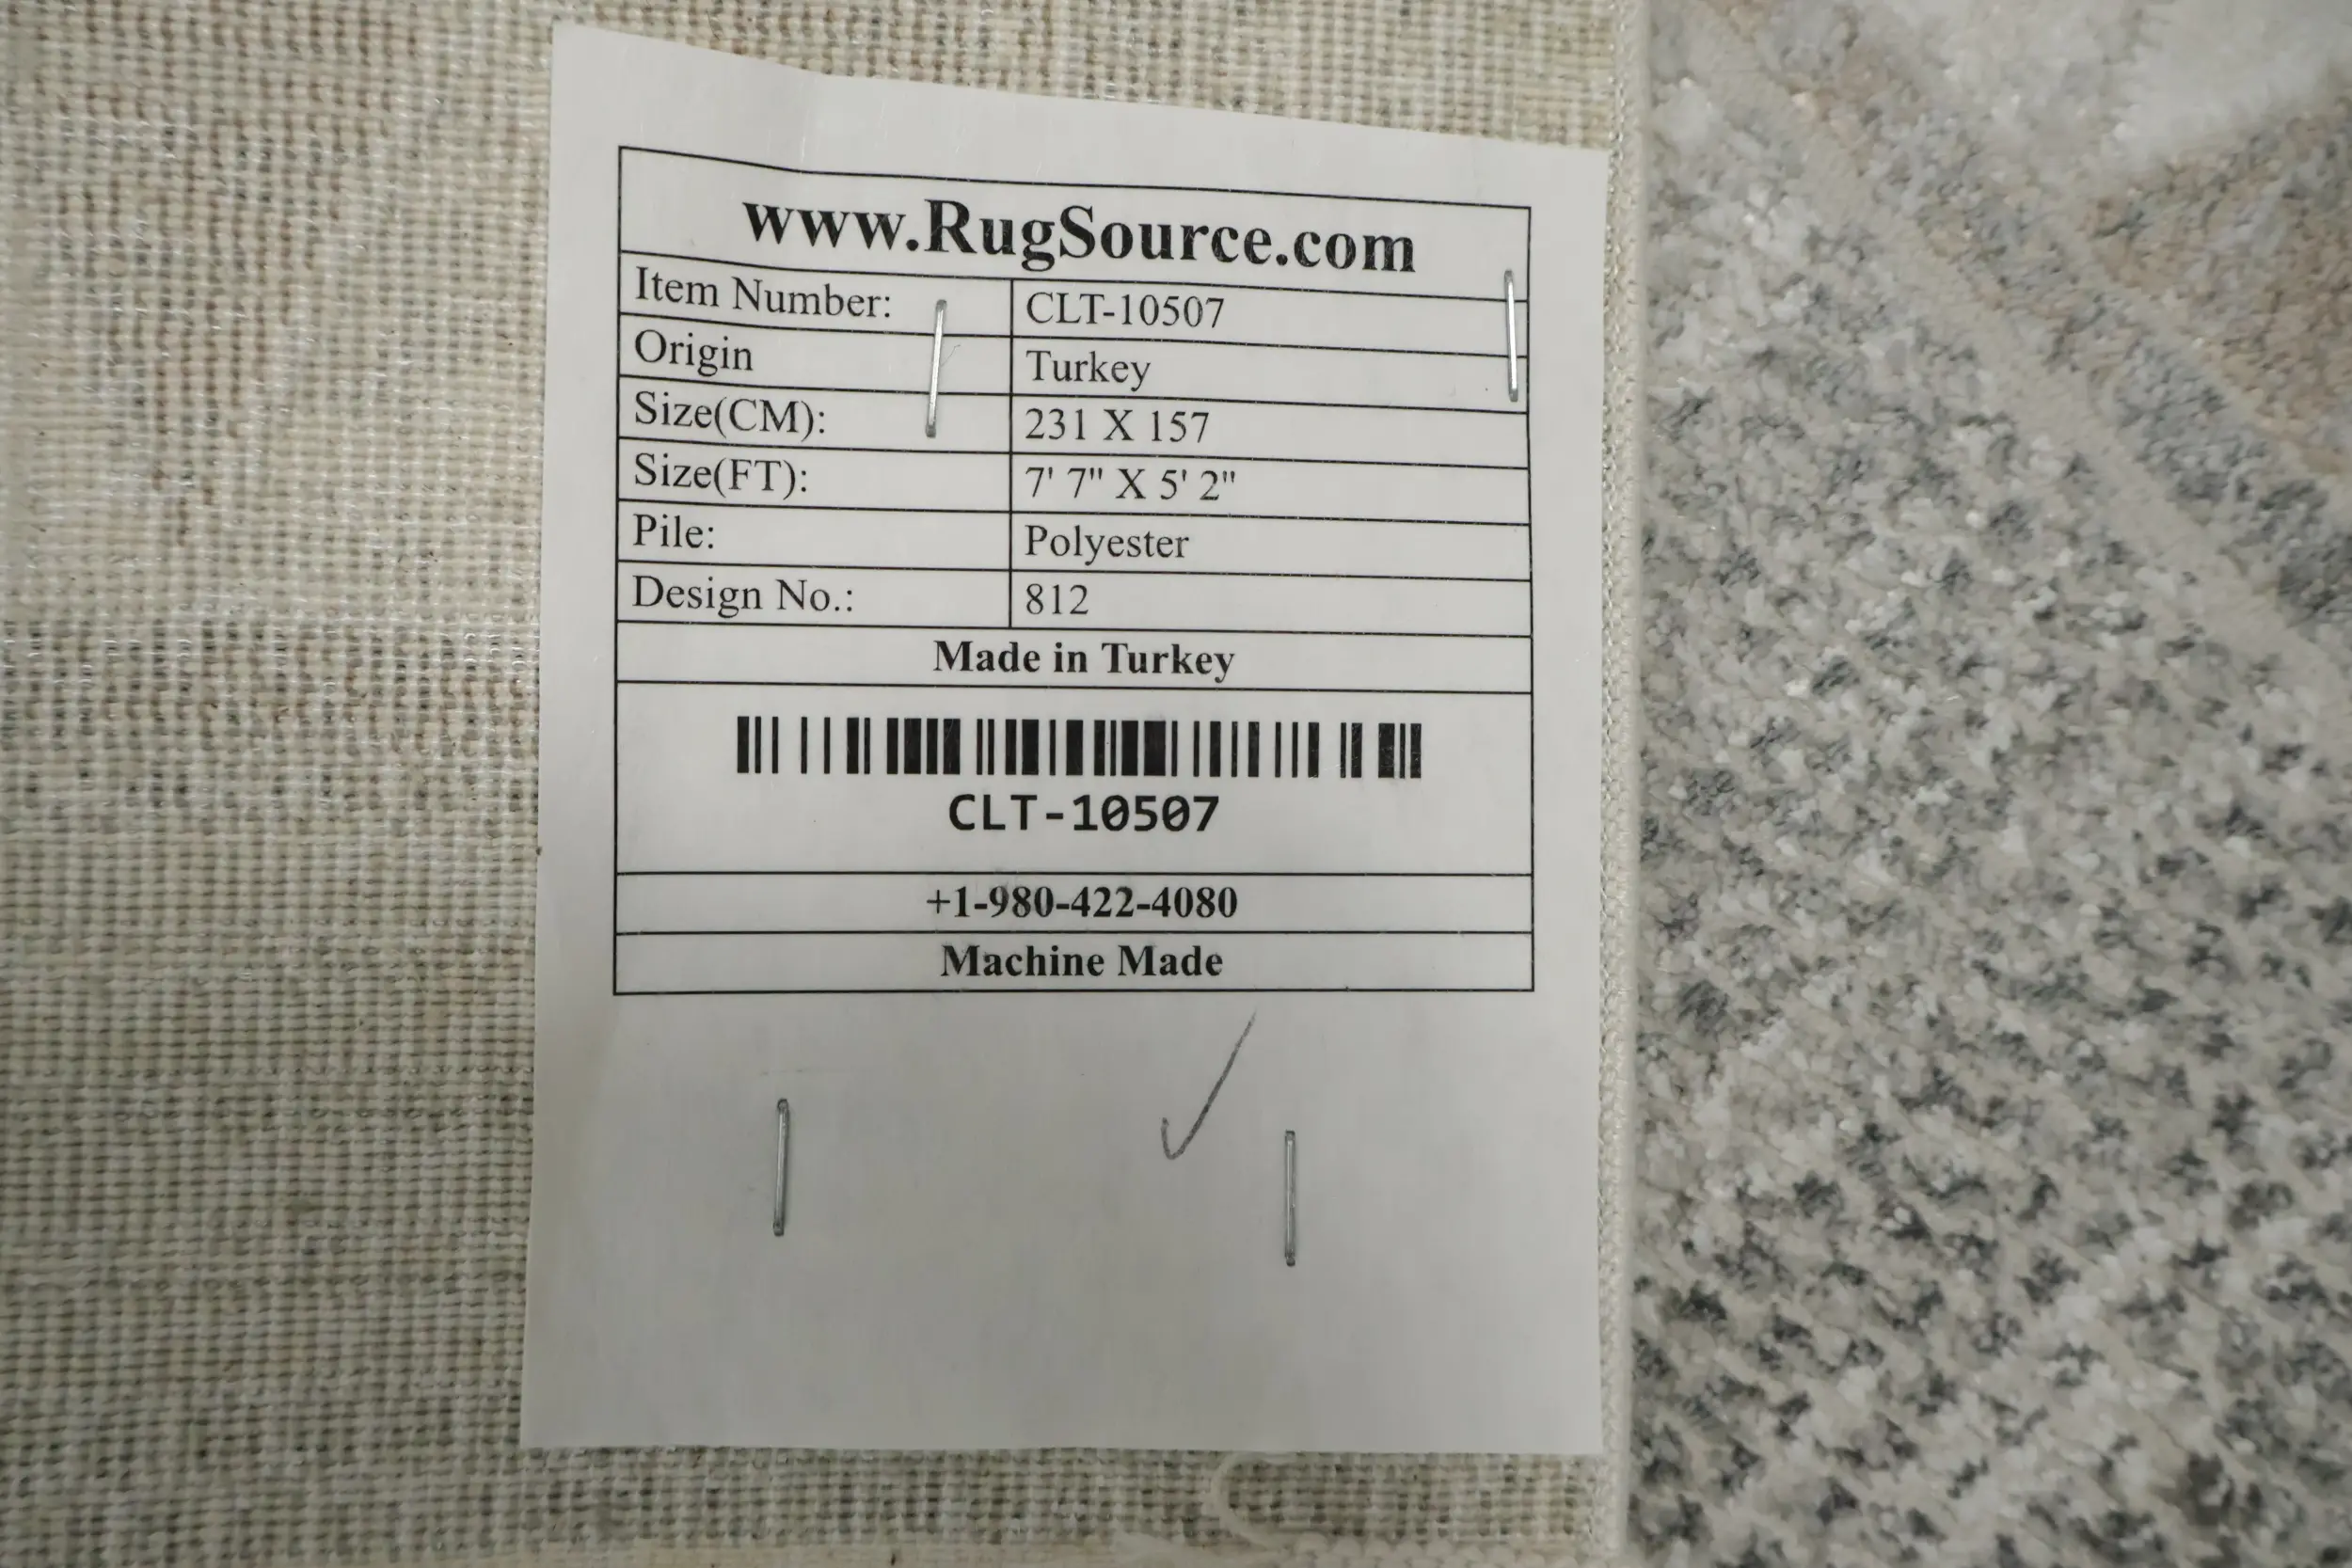 www.RugSource.com
Item Number: CLT-10507
Origin Turkey
Size(CM): 231 X 157
Size(FT): 7' 7" X 5' 2"
Pile: Polyester
Design No.: 812
Made in Turkey
CLT-10507
+1-980-422-4080
Machine Made